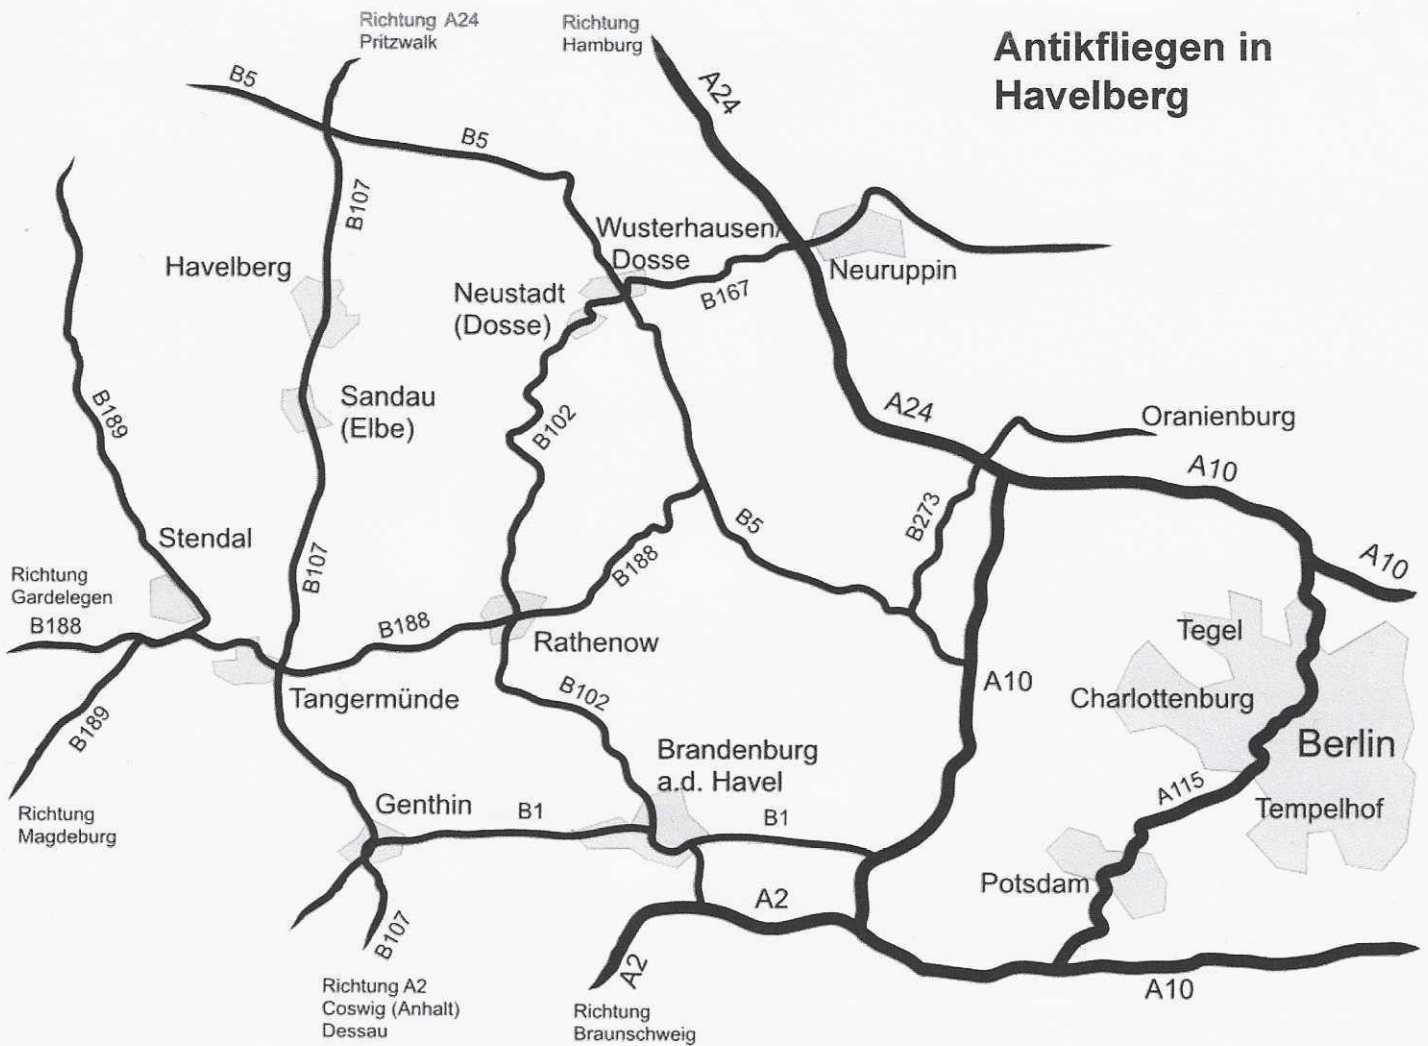 Richtung A24
Pritzwalk
Richtung
Hamburg
Antikfliegen in
Havelberg
B5
A24
B5
B107
Wusterhausen/
Dosse
Havelberg
Neuruppin
Neustadt
(Dosse)
B167
Sandau
(Elbe)
B189
B102
A24
Oranienburg
A10
B273
B5
Stendal
A10
Richtung
Gardelegen
B107
B188
B188
B188
Tegel
Rathenow
A10
B102
Charlottenburg
Tangermünde
B189
Berlin
Brandenburg
a.d. Havel
A115
Richtung
Magdeburg
Genthin
B1
B1
Tempelhof
Potsdam
A2
B107
A2
A10
Richtung A2
Coswig (Anhalt)
Dessau
Richtung
Braunschweig